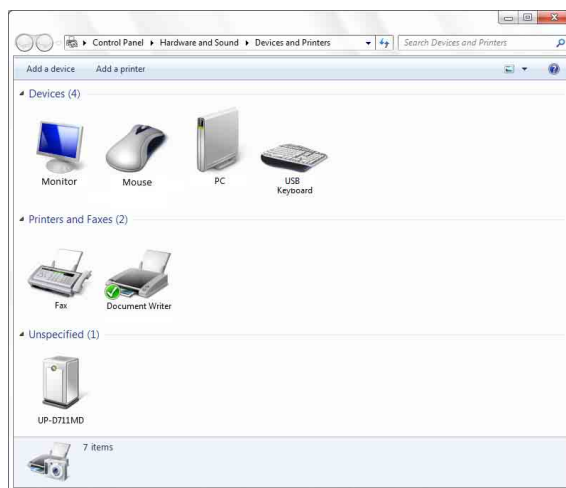 Control Panel Hardware and Sound Devices and Printers Search Devices and Printers
Add a device Add a printer
Devices (4)
Monitor Mouse PC USB
Keyboard
Printers and Faxes (2)
Fax Document Writer
Unspecified (1)
UP-D711MD
7 items